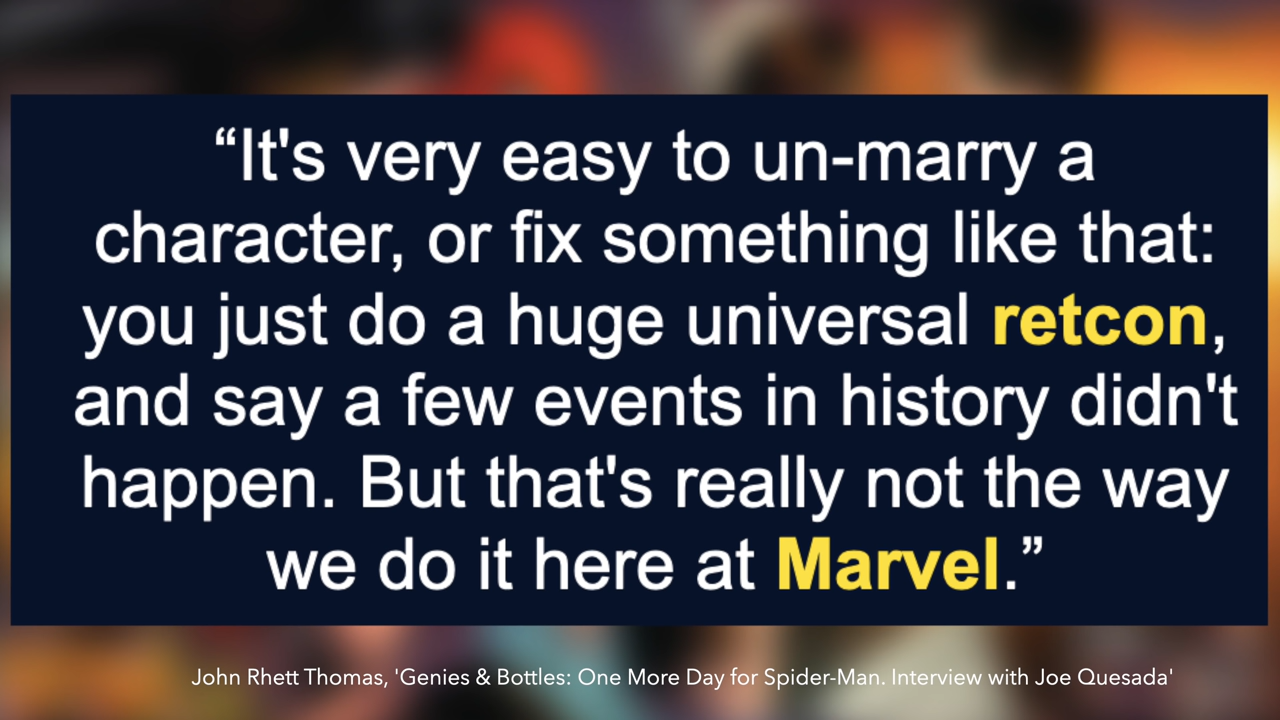 “It's very easy to un-marry a
character, or fix something like that:
you just do a huge universal retcon,
and say a few events in history didn't
happen. But that's really not the way
we do it here at Marvel.”
John Rhett Thomas, 'Genies & Bottles: One More Day for Spider-Man. Interview with Joe Quesada'